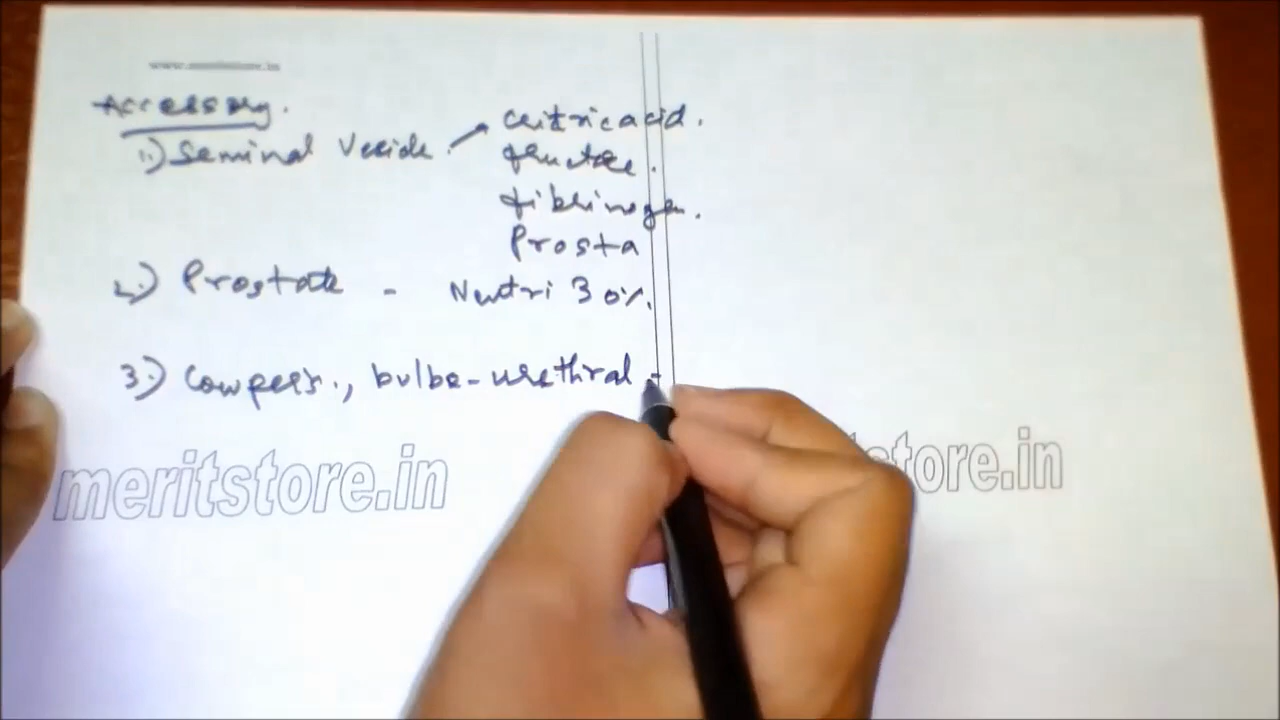 Accessory.
1.) Seminal Vesicle. citric acid.
fructose.
fibrinogen.
Prosta
2.) Prostate - Nutri 30%.
3.) Cowper's., bulbo-urethral -
meritstore.in
store.in